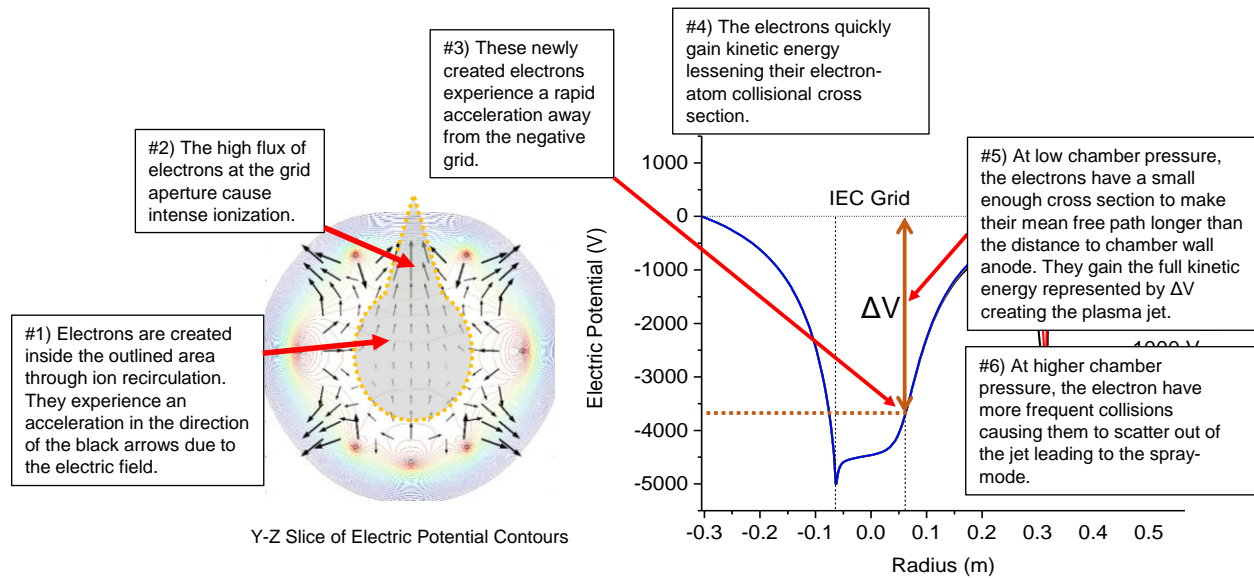 #1) Electrons are created
inside the outlined area
through ion recirculation.
They experience an
acceleration in the direction
of the black arrows due to
the electric field.
#2) The high flux of
electrons at the grid
aperture cause
intense ionization.
#3) These newly
created electrons
experience a rapid
acceleration away
from the negative
grid.
#4) The electrons quickly
gain kinetic energy
lessening their electron-
atom collisional cross
section.
#5) At low chamber pressure,
the electrons have a small
enough cross section to make
their mean free path longer than
the distance to chamber wall
anode. They gain the full kinetic
energy represented by ΔV
creating the plasma jet.
#6) At higher chamber
pressure, the electron have
more frequent collisions
causing them to scatter out of
the jet leading to the spray-
mode.
Y-Z Slice of Electric Potential Contours
IEC Grid
ΔV
Electric Potential (V)
1000
0
-1000
-2000
-3000
-4000
-5000
-0.3 -0.2 -0.1 0.0 0.1 0.2 0.3 0.4 0.5
Radius (m)